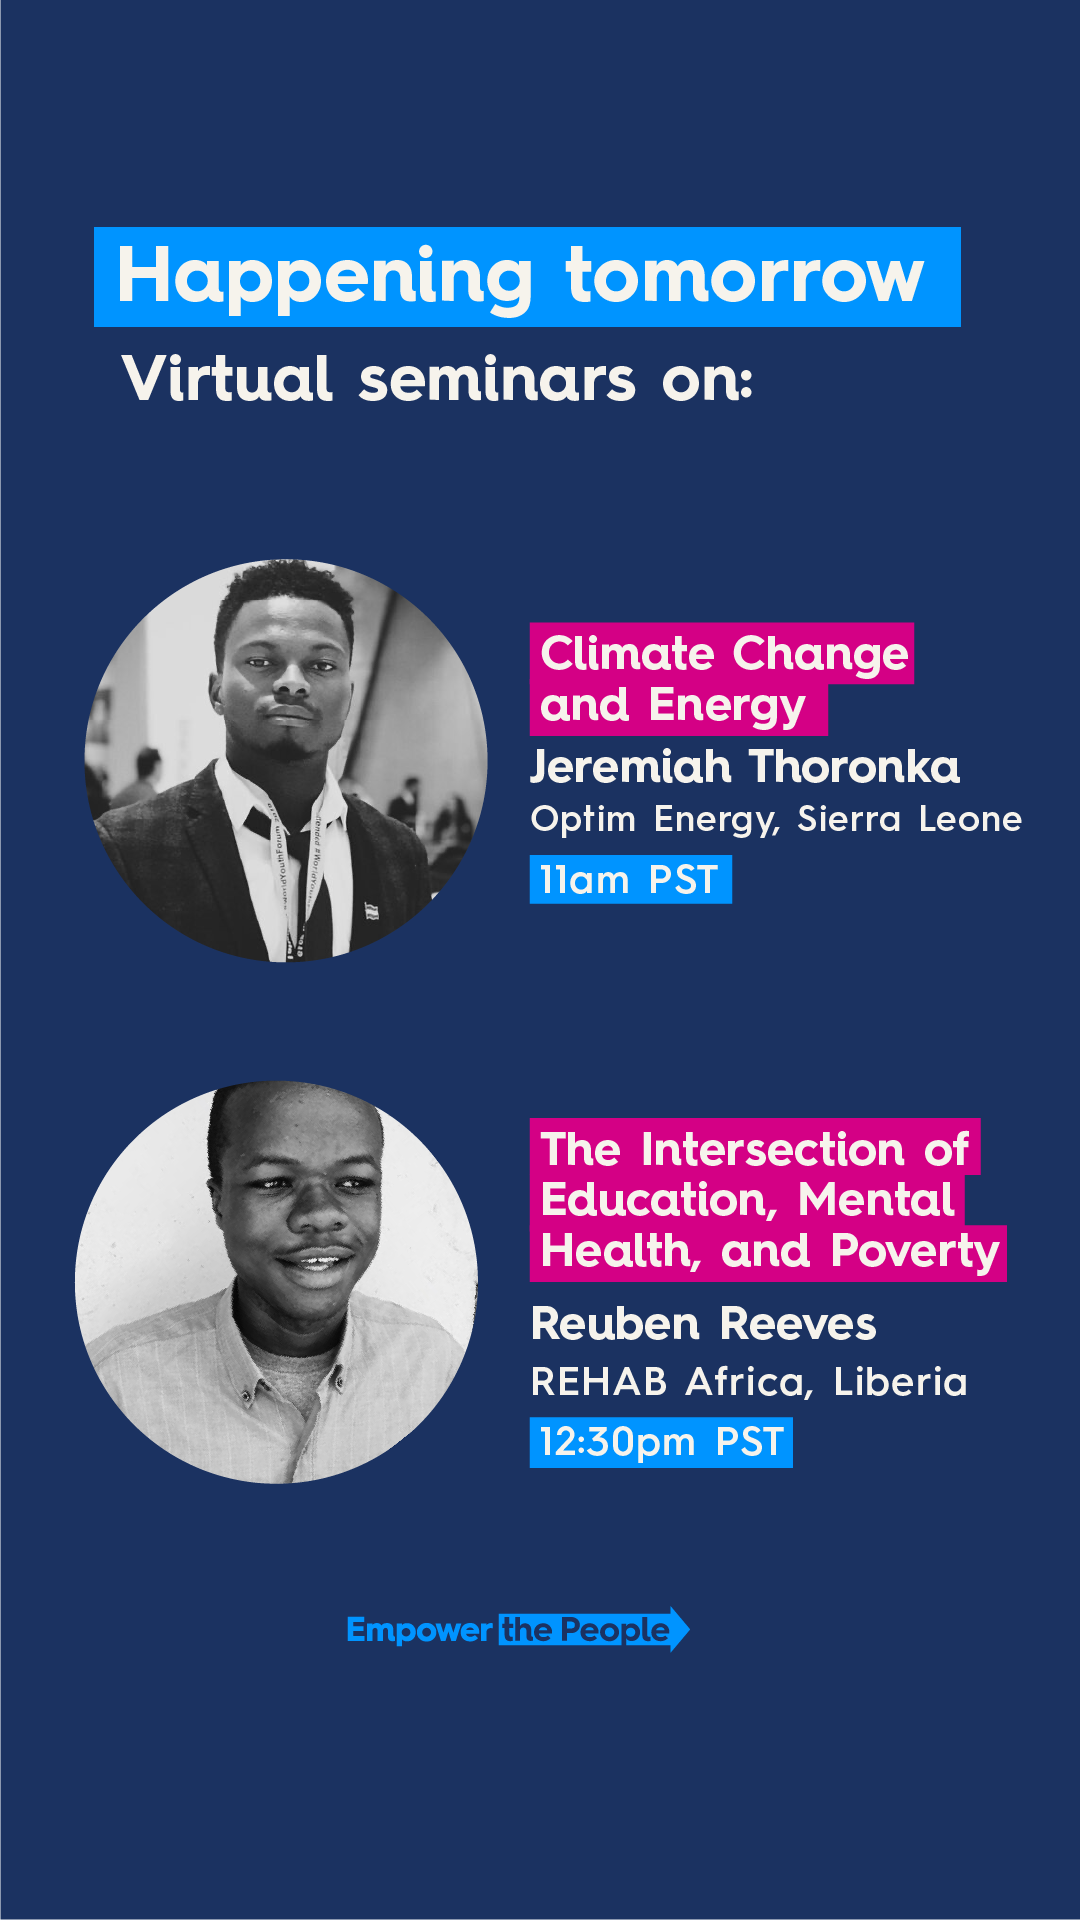 Happening tomorrow
Virtual seminars on:
Climate Change
and Energy
Jeremiah Thoronka
Optim Energy, Sierra Leone
11am PST
The Intersection of
Education, Mental
Health, and Poverty
Reuben Reeves
REHAB Africa, Liberia
12:30pm PST
Empower the People